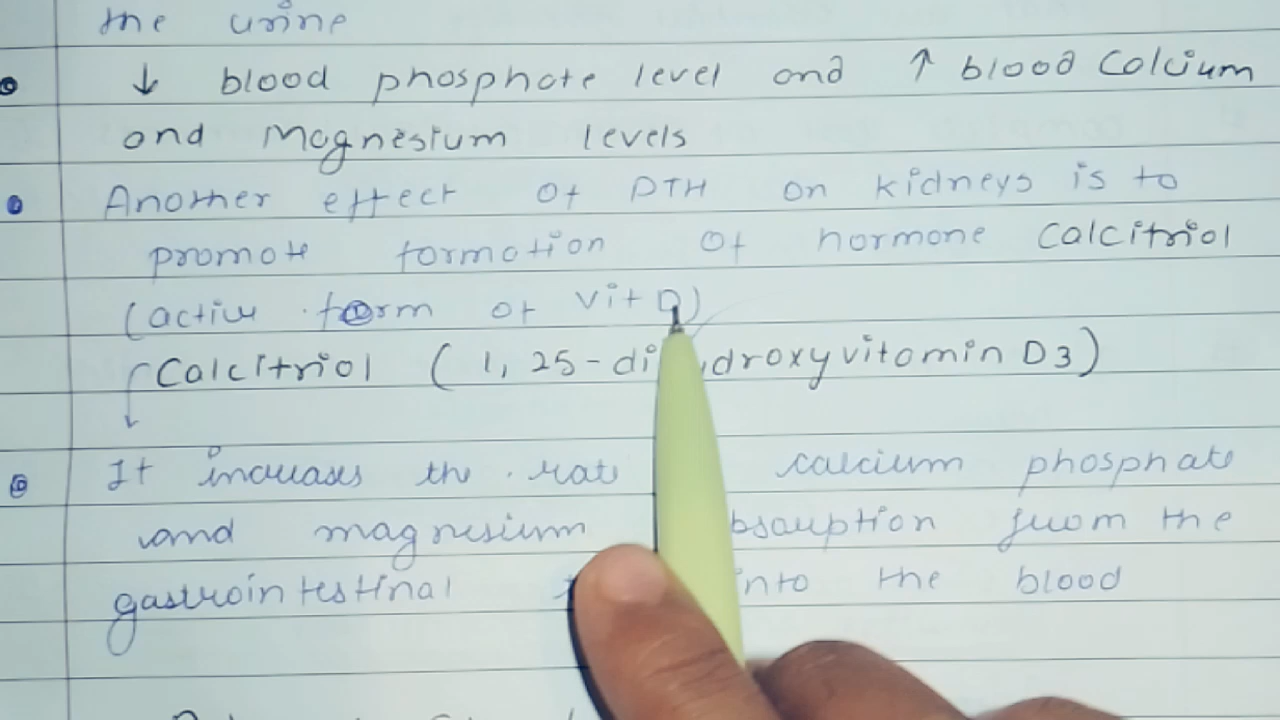 the urine
↓ blood phosphate level and ↑ blood Calcium
and Magnesium levels
Another effect of PTH on kidneys is to
promote formation of hormone Calcitriol
(active form of Vit D)
Calcitriol ( 1, 25-di droxyvitamin D3)
It increases the rate calcium phosphate
and magnesium bsorption from the
gastrointestinal into the blood